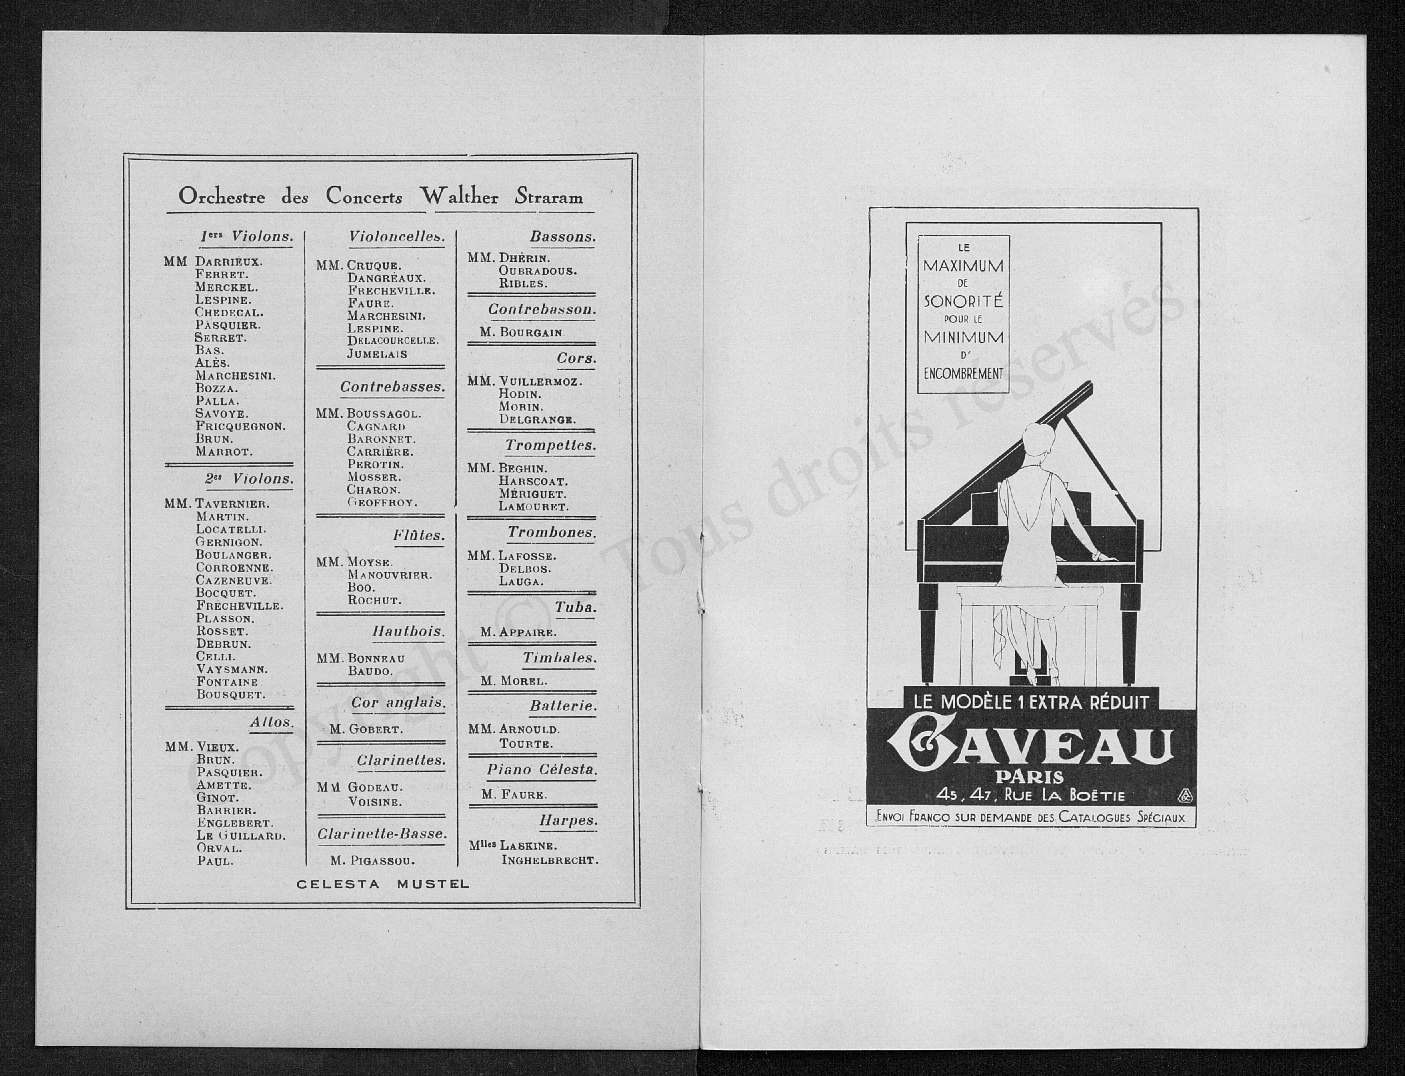 Orchestre des Concerts Walther Straram
1ers Violons.
MM DARRIEUX.
FERRET.
MERCKEL.
LESPINE.
CHEDECAL.
PASQUIER.
SERRET.
BAS.
ALÈS.
MARCHESINI.
BOZZA.
PALLA.
SAVOYE.
FRICQUEGNON.
BRUN.
MARROT.
2es Violons.
MM. TAVERNIER.
MARTIN.
LOCATELLI.
GERNIGON.
BOULANGER.
CORROENNE.
CAZENEUVE.
BOCQUET.
FRECHEVILLE.
PLASSON.
ROSSET.
DEBRUN.
CELLI.
VAYSMANN.
FONTAINE
BOUSQUET.
Altos.
MM. VIEUX.
BRUN.
PASQUIER.
AMETTE.
GINOT.
BARRIER.
ENGLEBERT.
LE GUILLARD.
ORVAL.
PAUL.
Violoncelles.
MM. CRUQUE.
DANGRÉAUX.
FRECHEVILLE.
FAURE.
MARCHESINI.
LESPINE.
DELACOURCELLE.
JUMELAIS
Contrebasses.
MM. BOUSSAGOL.
CAGNARD
BARONNET.
CARRIÈRE.
PEROTIN.
MOSSER.
CHARON.
GEOFFROY.
Flûtes.
MM. MOYSE.
MANOUVRIER.
BOO.
ROCHUT.
Hautbois.
MM. BONNEAU
BAUDO.
Cor anglais.
M. GOBERT.
Clarinettes.
MM GODEAU.
VOISINE.
Clarinette-Basse.
M. PIGASSOU.
Bassons.
MM. DHÉRIN.
OUBRADOUS.
RIBLES.
Contrebasson.
M. BOURGAIN
Cors.
MM. VUILLERMOZ.
HODIN.
MORIN.
DELGRANGE.
Trompettes.
MM. BEGHIN.
HARSCOAT.
MÉRIGUET.
LAMOURET.
Trombones.
MM. LAFOSSE.
DELBOS.
LAUGA.
Tuba.
M. APPAIRE.
Timbales.
M. MOREL.
Batterie.
MM. ARNOULD.
TOURTE.
Piano Célesta.
M. FAURE.
Harpes.
Mlles LASKINE.
INGHELBRECHT.
CELESTA MUSTEL
LE
MAXIMUM
DE
SONORITÉ
POUR LE
MINIMUM
D'
ENCOMBREMENT
LE MODÈLE 1 EXTRA RÉDUIT
GAVEAU
PARIS
45, 47, RUE LA BOËTIE
ENVOI FRANCO SUR DEMANDE DES CATALOGUES SPÉCIAUX
Copyright © Tous droits réservés.